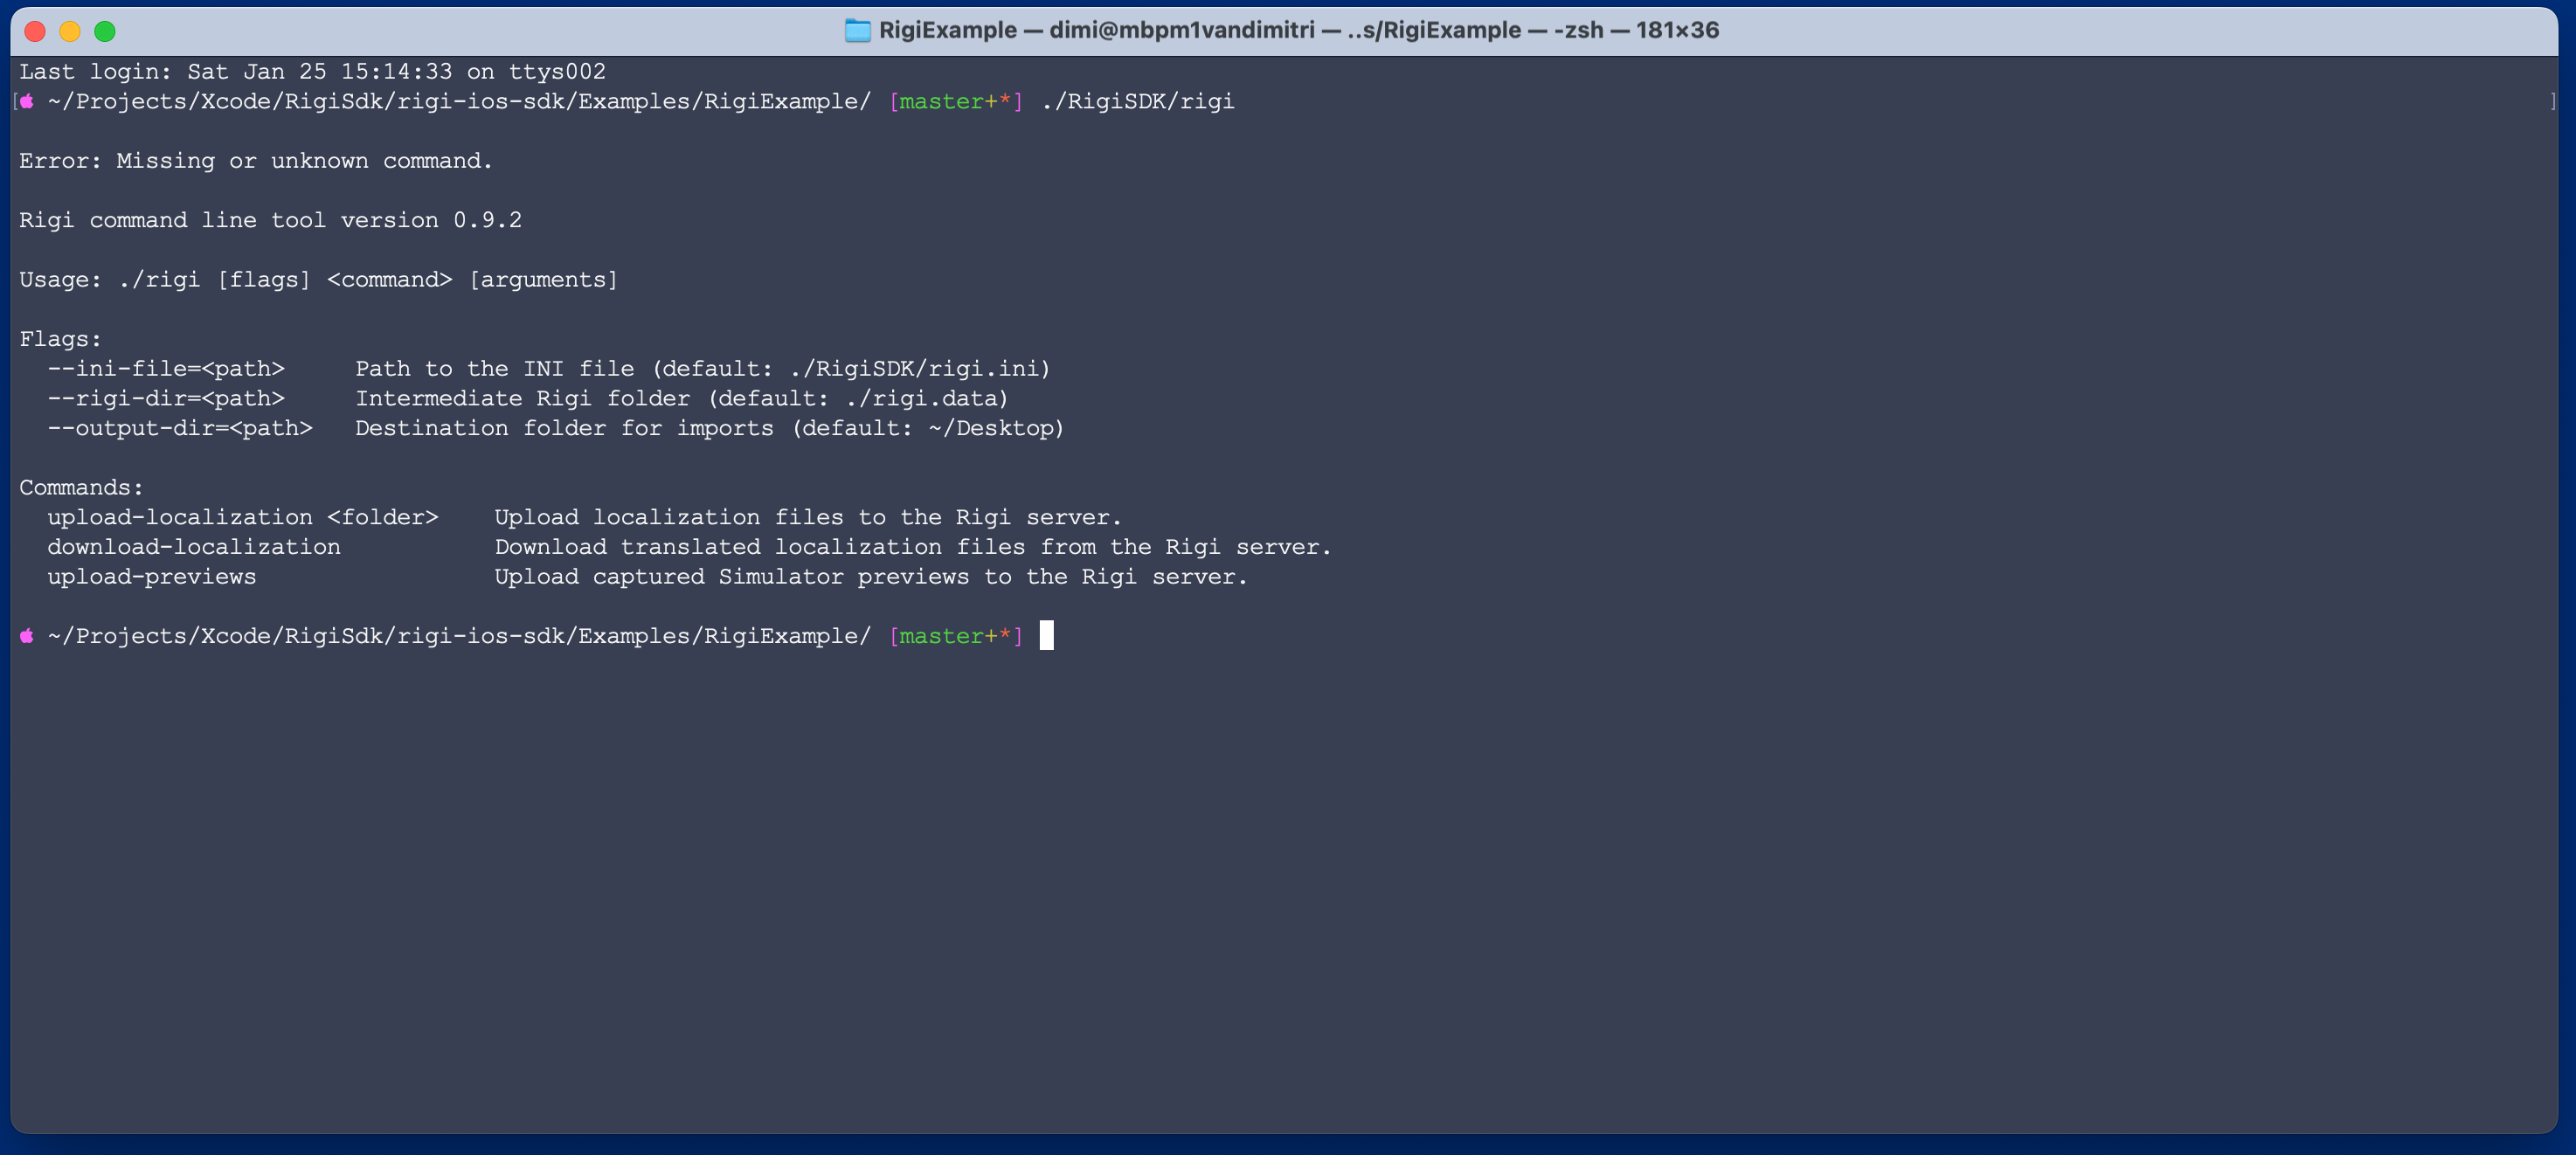 RigiExample — dimi@mbpm1vandimitri — ..s/RigiExample — -zsh — 181×36
Last login: Sat Jan 25 15:14:33 on ttys002
[ ~/Projects/Xcode/RigiSdk/rigi-ios-sdk/Examples/RigiExample/ [master+*] ./RigiSDK/rigi ]
Error: Missing or unknown command.
Rigi command line tool version 0.9.2
Usage: ./rigi [flags] <command> [arguments]
Flags:
--ini-file=<path> Path to the INI file (default: ./RigiSDK/rigi.ini)
--rigi-dir=<path> Intermediate Rigi folder (default: ./rigi.data)
--output-dir=<path> Destination folder for imports (default: ~/Desktop)
Commands:
upload-localization <folder> Upload localization files to the Rigi server.
download-localization Download translated localization files from the Rigi server.
upload-previews Upload captured Simulator previews to the Rigi server.
~/Projects/Xcode/RigiSdk/rigi-ios-sdk/Examples/RigiExample/ [master+*]